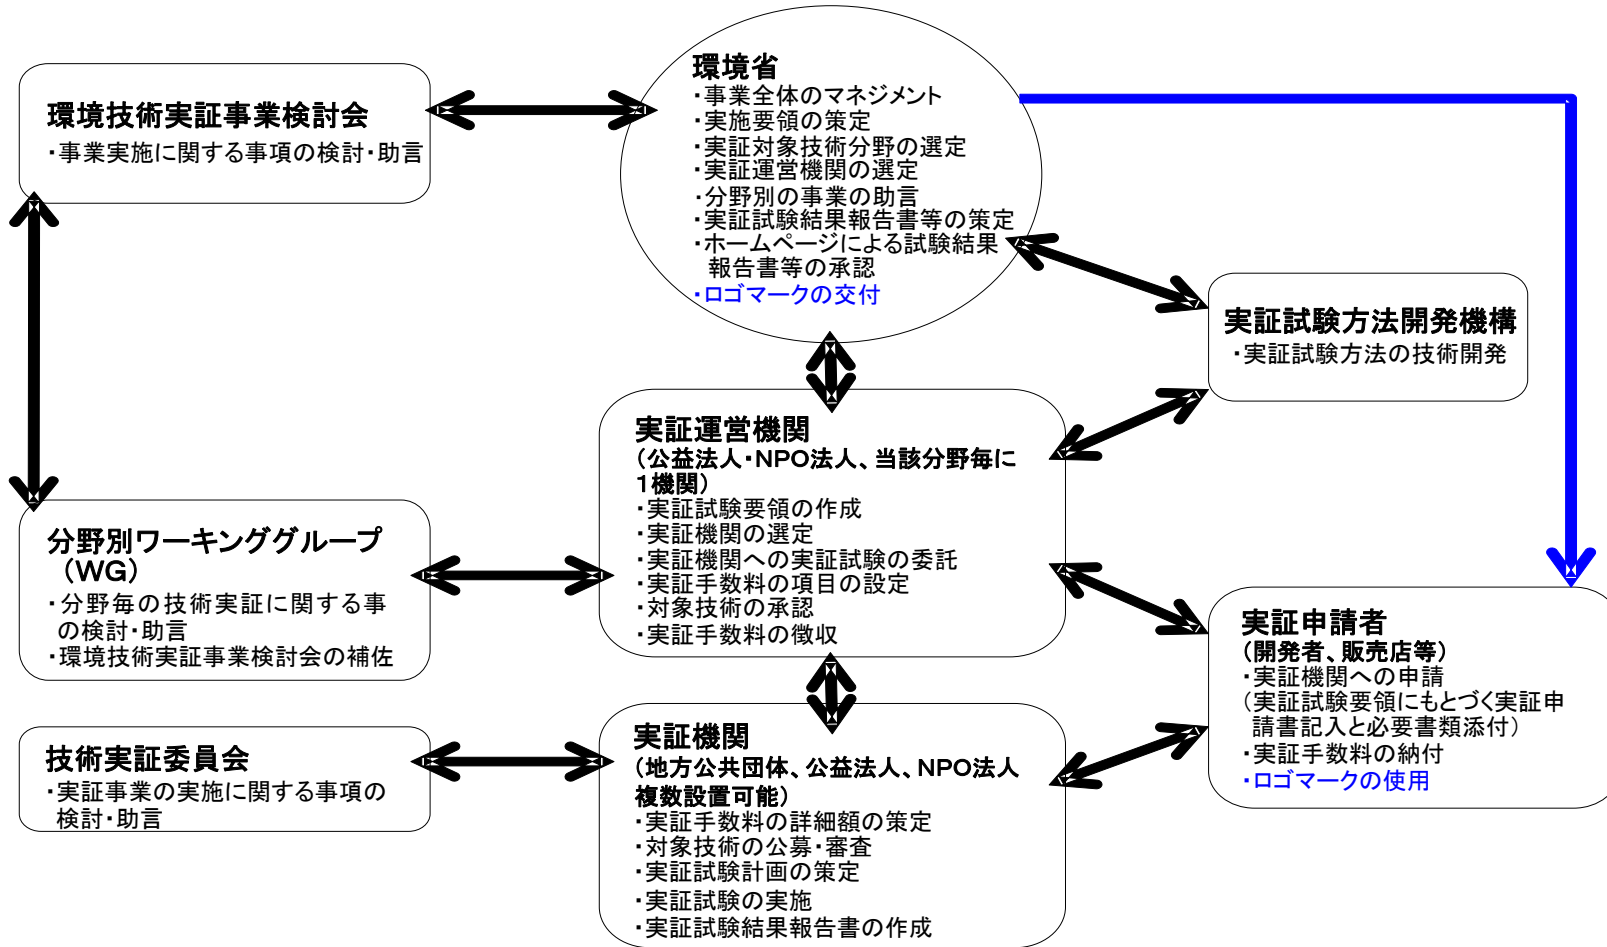 環境技術実証事業検討会
・事業実施に関する事項の検討・助言
環境省
・事業全体のマネジメント
・実施要領の策定
・実証対象技術分野の選定
・実証運営機関の選定
・分野別の事業の助言
・実証試験結果報告書等の策定
・ホームページによる試験結果
報告書等の承認
・ロゴマークの交付
実証試験方法開発機構
・実証試験方法の技術開発
実証運営機関
（公益法人・NPO法人、当該分野毎に
1機関）
・実証試験要領の作成
・実証機関の選定
・実証機関への実証試験の委託
・実証手数料の項目の設定
・対象技術の承認
・実証手数料の徴収
分野別ワーキンググループ
（WG）
・分野毎の技術実証に関する事
の検討・助言
・環境技術実証事業検討会の補佐
実証申請者
（開発者、販売店等）
・実証機関への申請
（実証試験要領にもとづく実証申
請書記入と必要書類添付）
・実証手数料の納付
・ロゴマークの使用
技術実証委員会
・実証事業の実施に関する事項の
検討・助言
実証機関
（地方公共団体、公益法人、NPO法人
複数設置可能）
・実証手数料の詳細額の策定
・対象技術の公募・審査
・実証試験計画の策定
・実証試験の実施
・実証試験結果報告書の作成